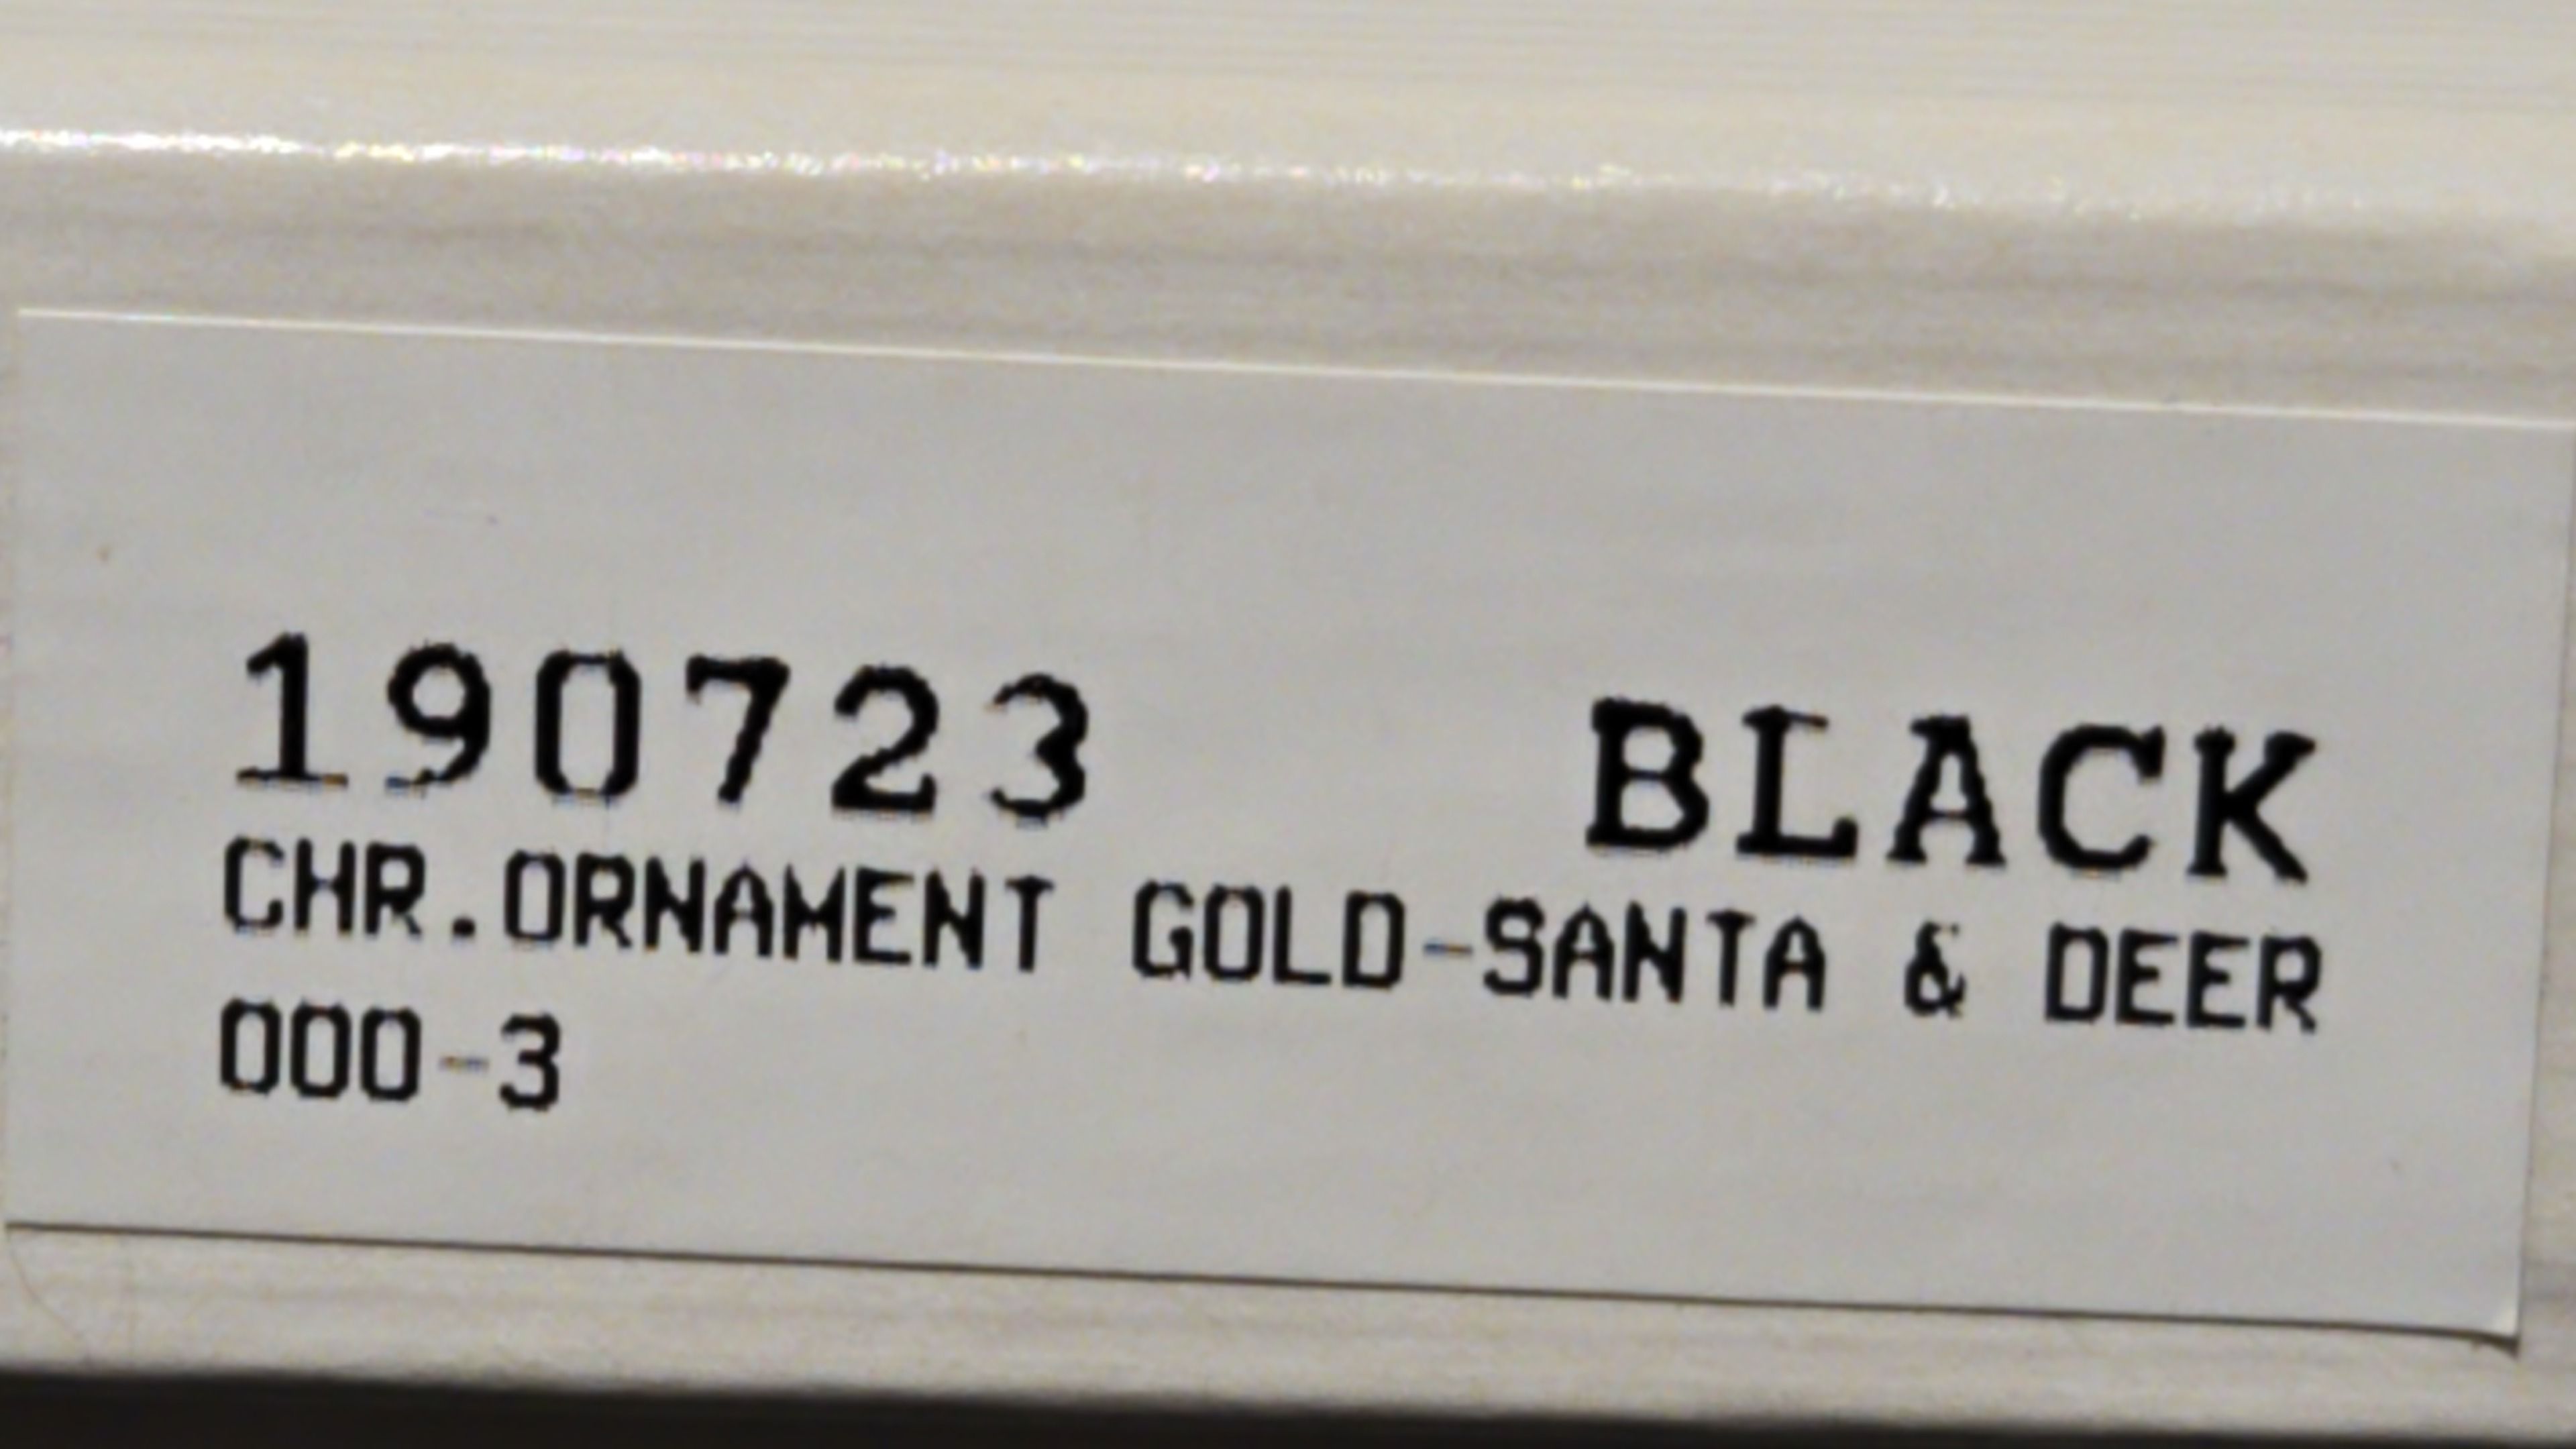 190723 BLACK
CHR.ORNAMENT GOLD-SANTA & DEER
000-3